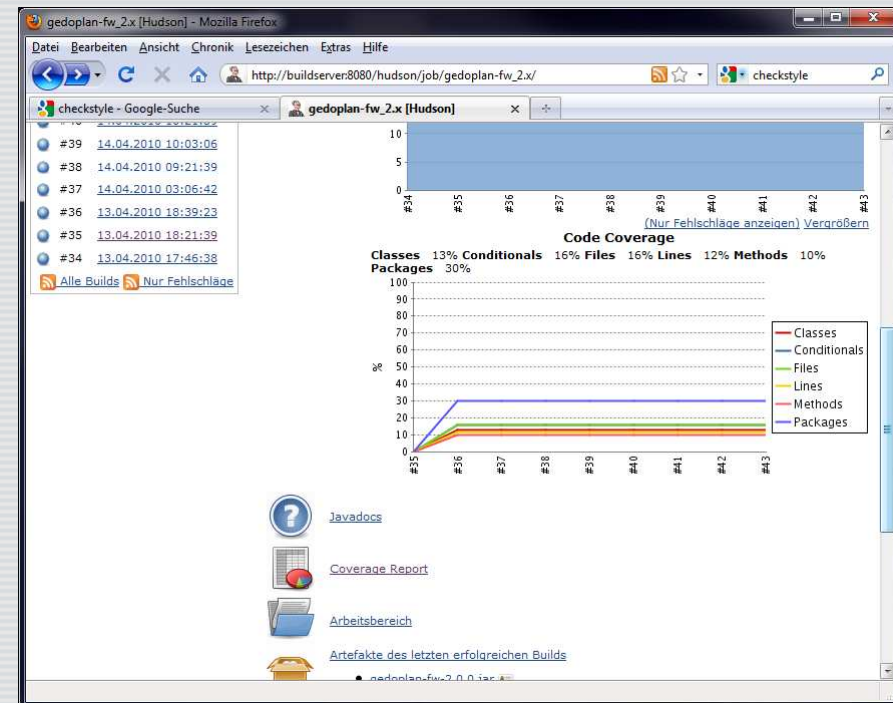 gedoplan-fw_2.x [Hudson] - Mozilla Firefox
Datei Bearbeiten Ansicht Chronik Lesezeichen Extras Hilfe
http://buildserver:8080/hudson/job/gedoplan-fw_2.x/
checkstyle
checkstyle - Google-Suche
gedoplan-fw_2.x [Hudson]
#39 14.04.2010 10:03:06
#38 14.04.2010 09:21:39
#37 14.04.2010 03:06:42
#36 13.04.2010 18:39:23
#35 13.04.2010 18:21:39
#34 13.04.2010 17:46:38
Alle Builds Nur Fehlschläge
10
5
0
#34 #35 #36 #37 #38 #39 #40 #41 #42 #43
(Nur Fehlschläge anzeigen) Vergrößern
Code Coverage
Classes 13% Conditionals 16% Files 16% Lines 12% Methods 10%
Packages 30%
100
90
80
70
60
50
40
30
20
10
0
%
#35 #36 #37 #38 #39 #40 #41 #42 #43
Classes
Conditionals
Files
Lines
Methods
Packages
Javadocs
Coverage Report
Arbeitsbereich
Artefakte des letzten erfolgreichen Builds
gedoplan-fw-2.0.0.jar